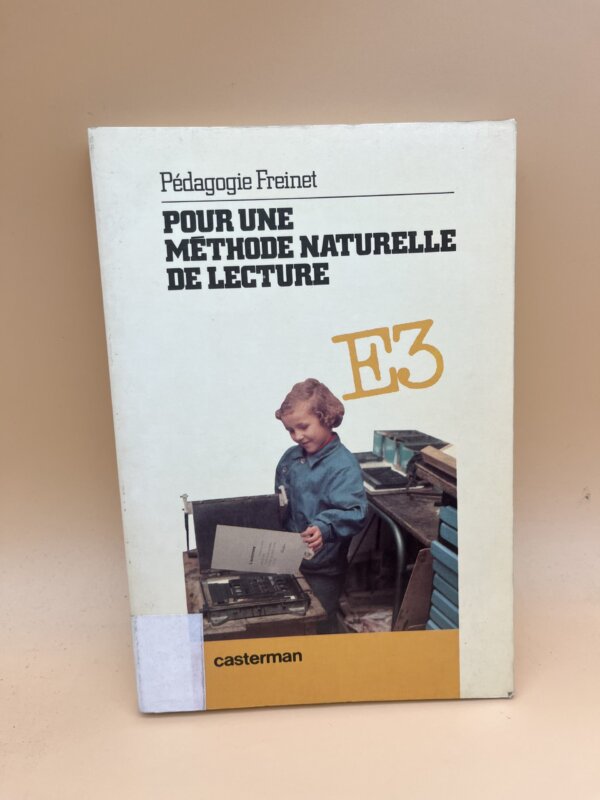 Pédagogie Freinet
POUR UNE
MÉTHODE NATURELLE
DE LECTURE
E3
casterman